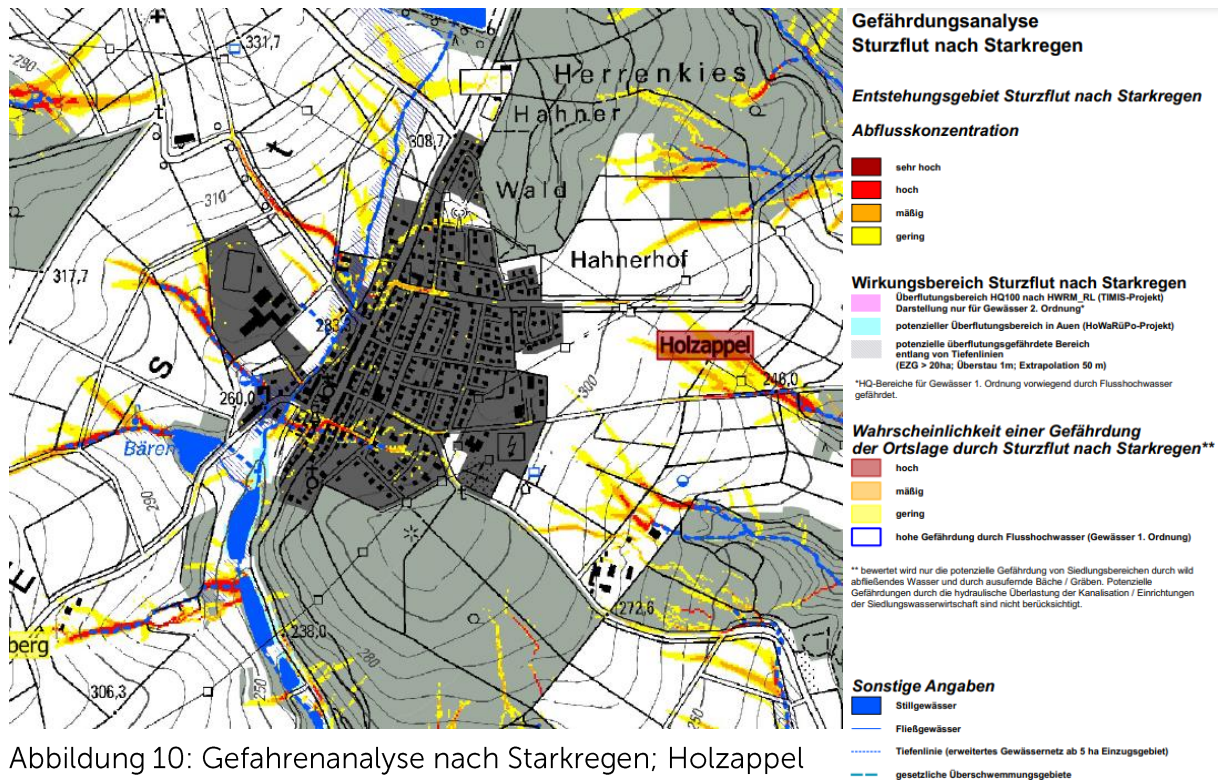 290
331,7
Herrenkies
Hahner
308,7
Wald
t
310
Hahnerhof
317,7
283,
S
Holzappel
300
248,0
260,0
Bären
290
t
E
272,6
berg
238,0
280
306,3
250
250
Gefährdungsanalyse
Sturzflut nach Starkregen
Entstehungsgebiet Sturzflut nach Starkregen
Abflusskonzentration
sehr hoch
hoch
mäßig
gering
Wirkungsbereich Sturzflut nach Starkregen
Überflutungsbereich HQ100 nach HWRM_RL (TIMIS-Projekt)
Darstellung nur für Gewässer 2. Ordnung*
potenzieller Überflutungsbereich in Auen (HoWaRüPo-Projekt)
potenzielle überflutungsgefährdete Bereich
entlang von Tiefenlinien
(EZG > 20ha; Überstau 1m; Extrapolation 50 m)
*HQ-Bereiche für Gewässer 1. Ordnung vorwiegend durch Flusshochwasser
gefährdet.
Wahrscheinlichkeit einer Gefährdung
der Ortslage durch Sturzflut nach Starkregen**
hoch
mäßig
gering
hohe Gefährdung durch Flusshochwasser (Gewässer 1. Ordnung)
** bewertet wird nur die potenzielle Gefährdung von Siedlungsbereichen durch wild
abfließendes Wasser und durch ausufernde Bäche / Gräben. Potenzielle
Gefährdungen durch die hydraulische Überlastung der Kanalisation / Einrichtungen
der Siedlungswasserwirtschaft sind nicht berücksichtigt.
Sonstige Angaben
Stillgewässer
Fließgewässer
Tiefenlinie (erweitertes Gewässernetz ab 5 ha Einzugsgebiet)
gesetzliche Überschwemmungsgebiete
Abbildung 10: Gefahrenanalyse nach Starkregen; Holzappel